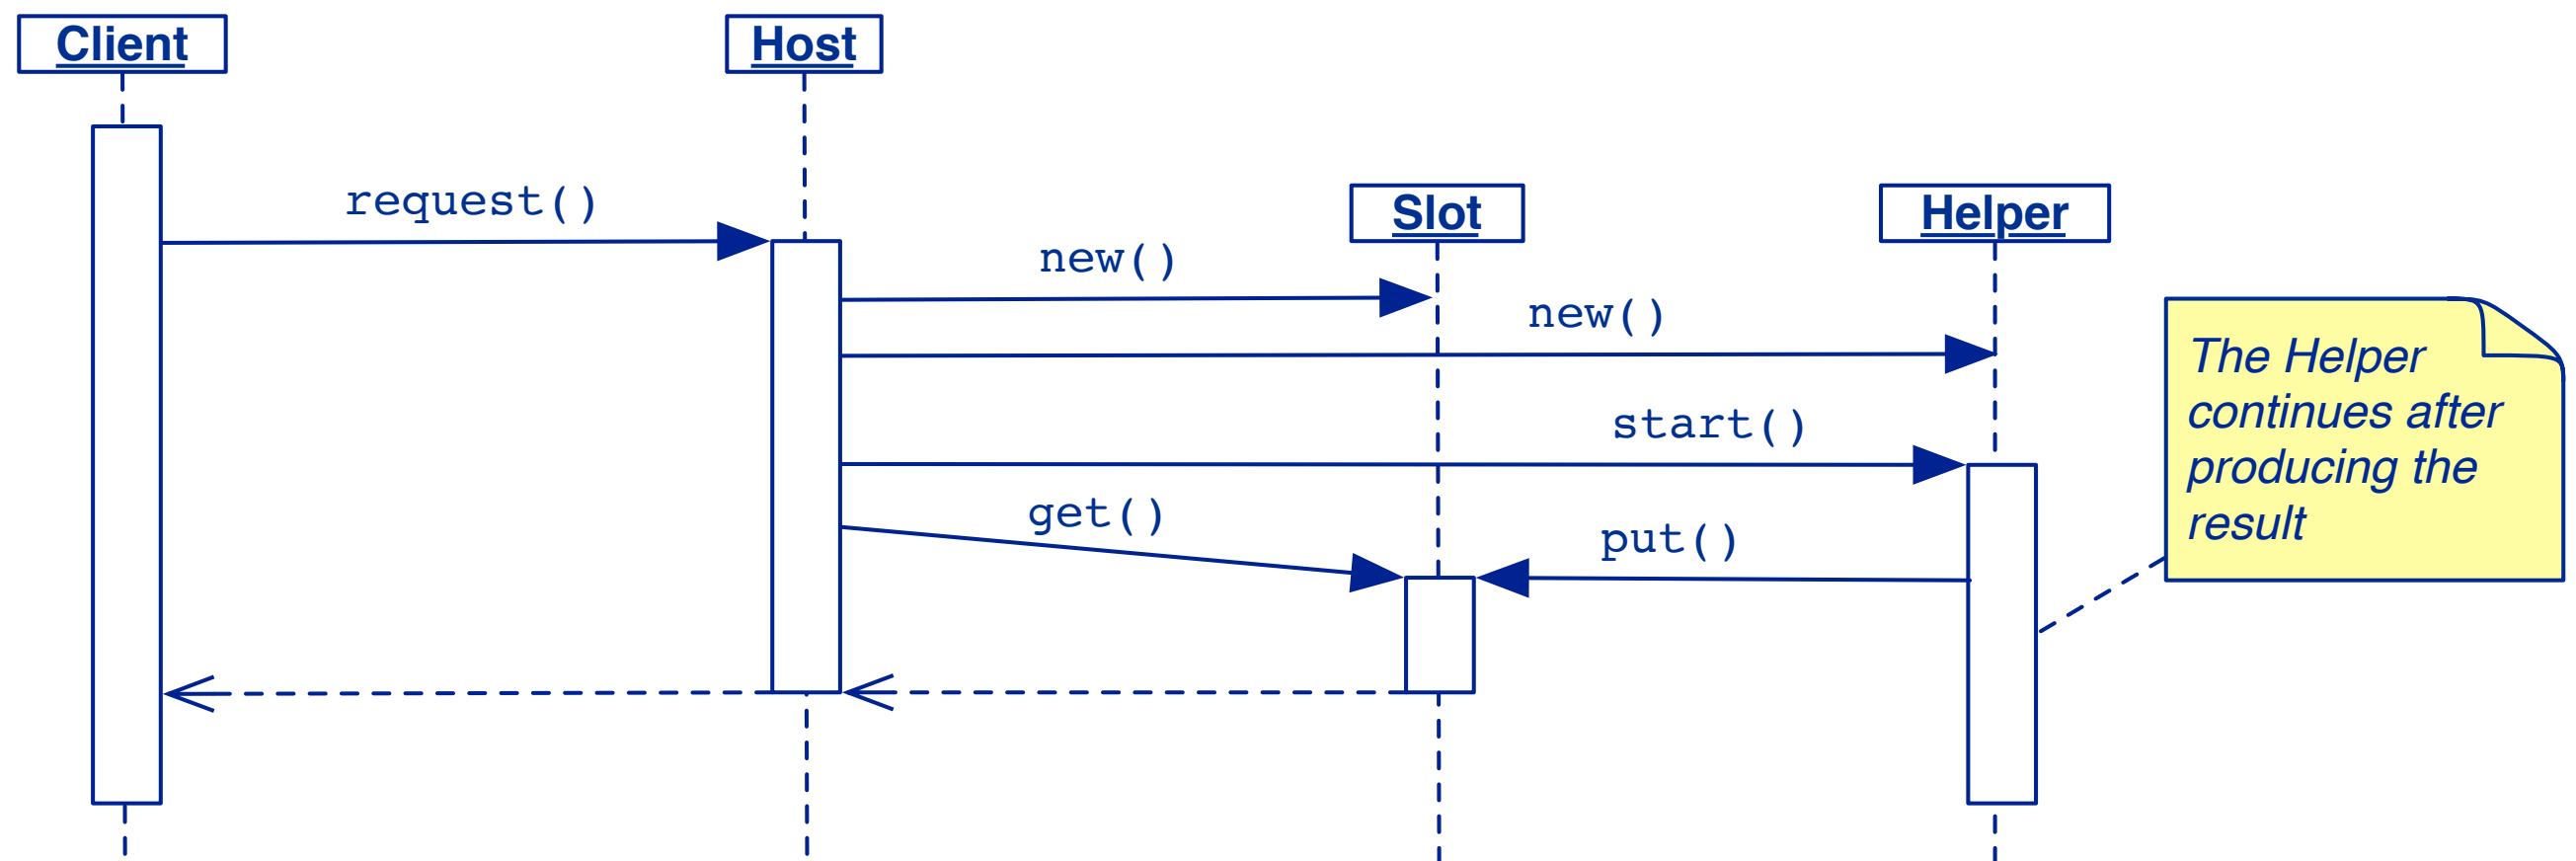 Client
Host
request()
Slot
Helper
new()
new()
start()
get()
put()
The Helper
continues after
producing the
result